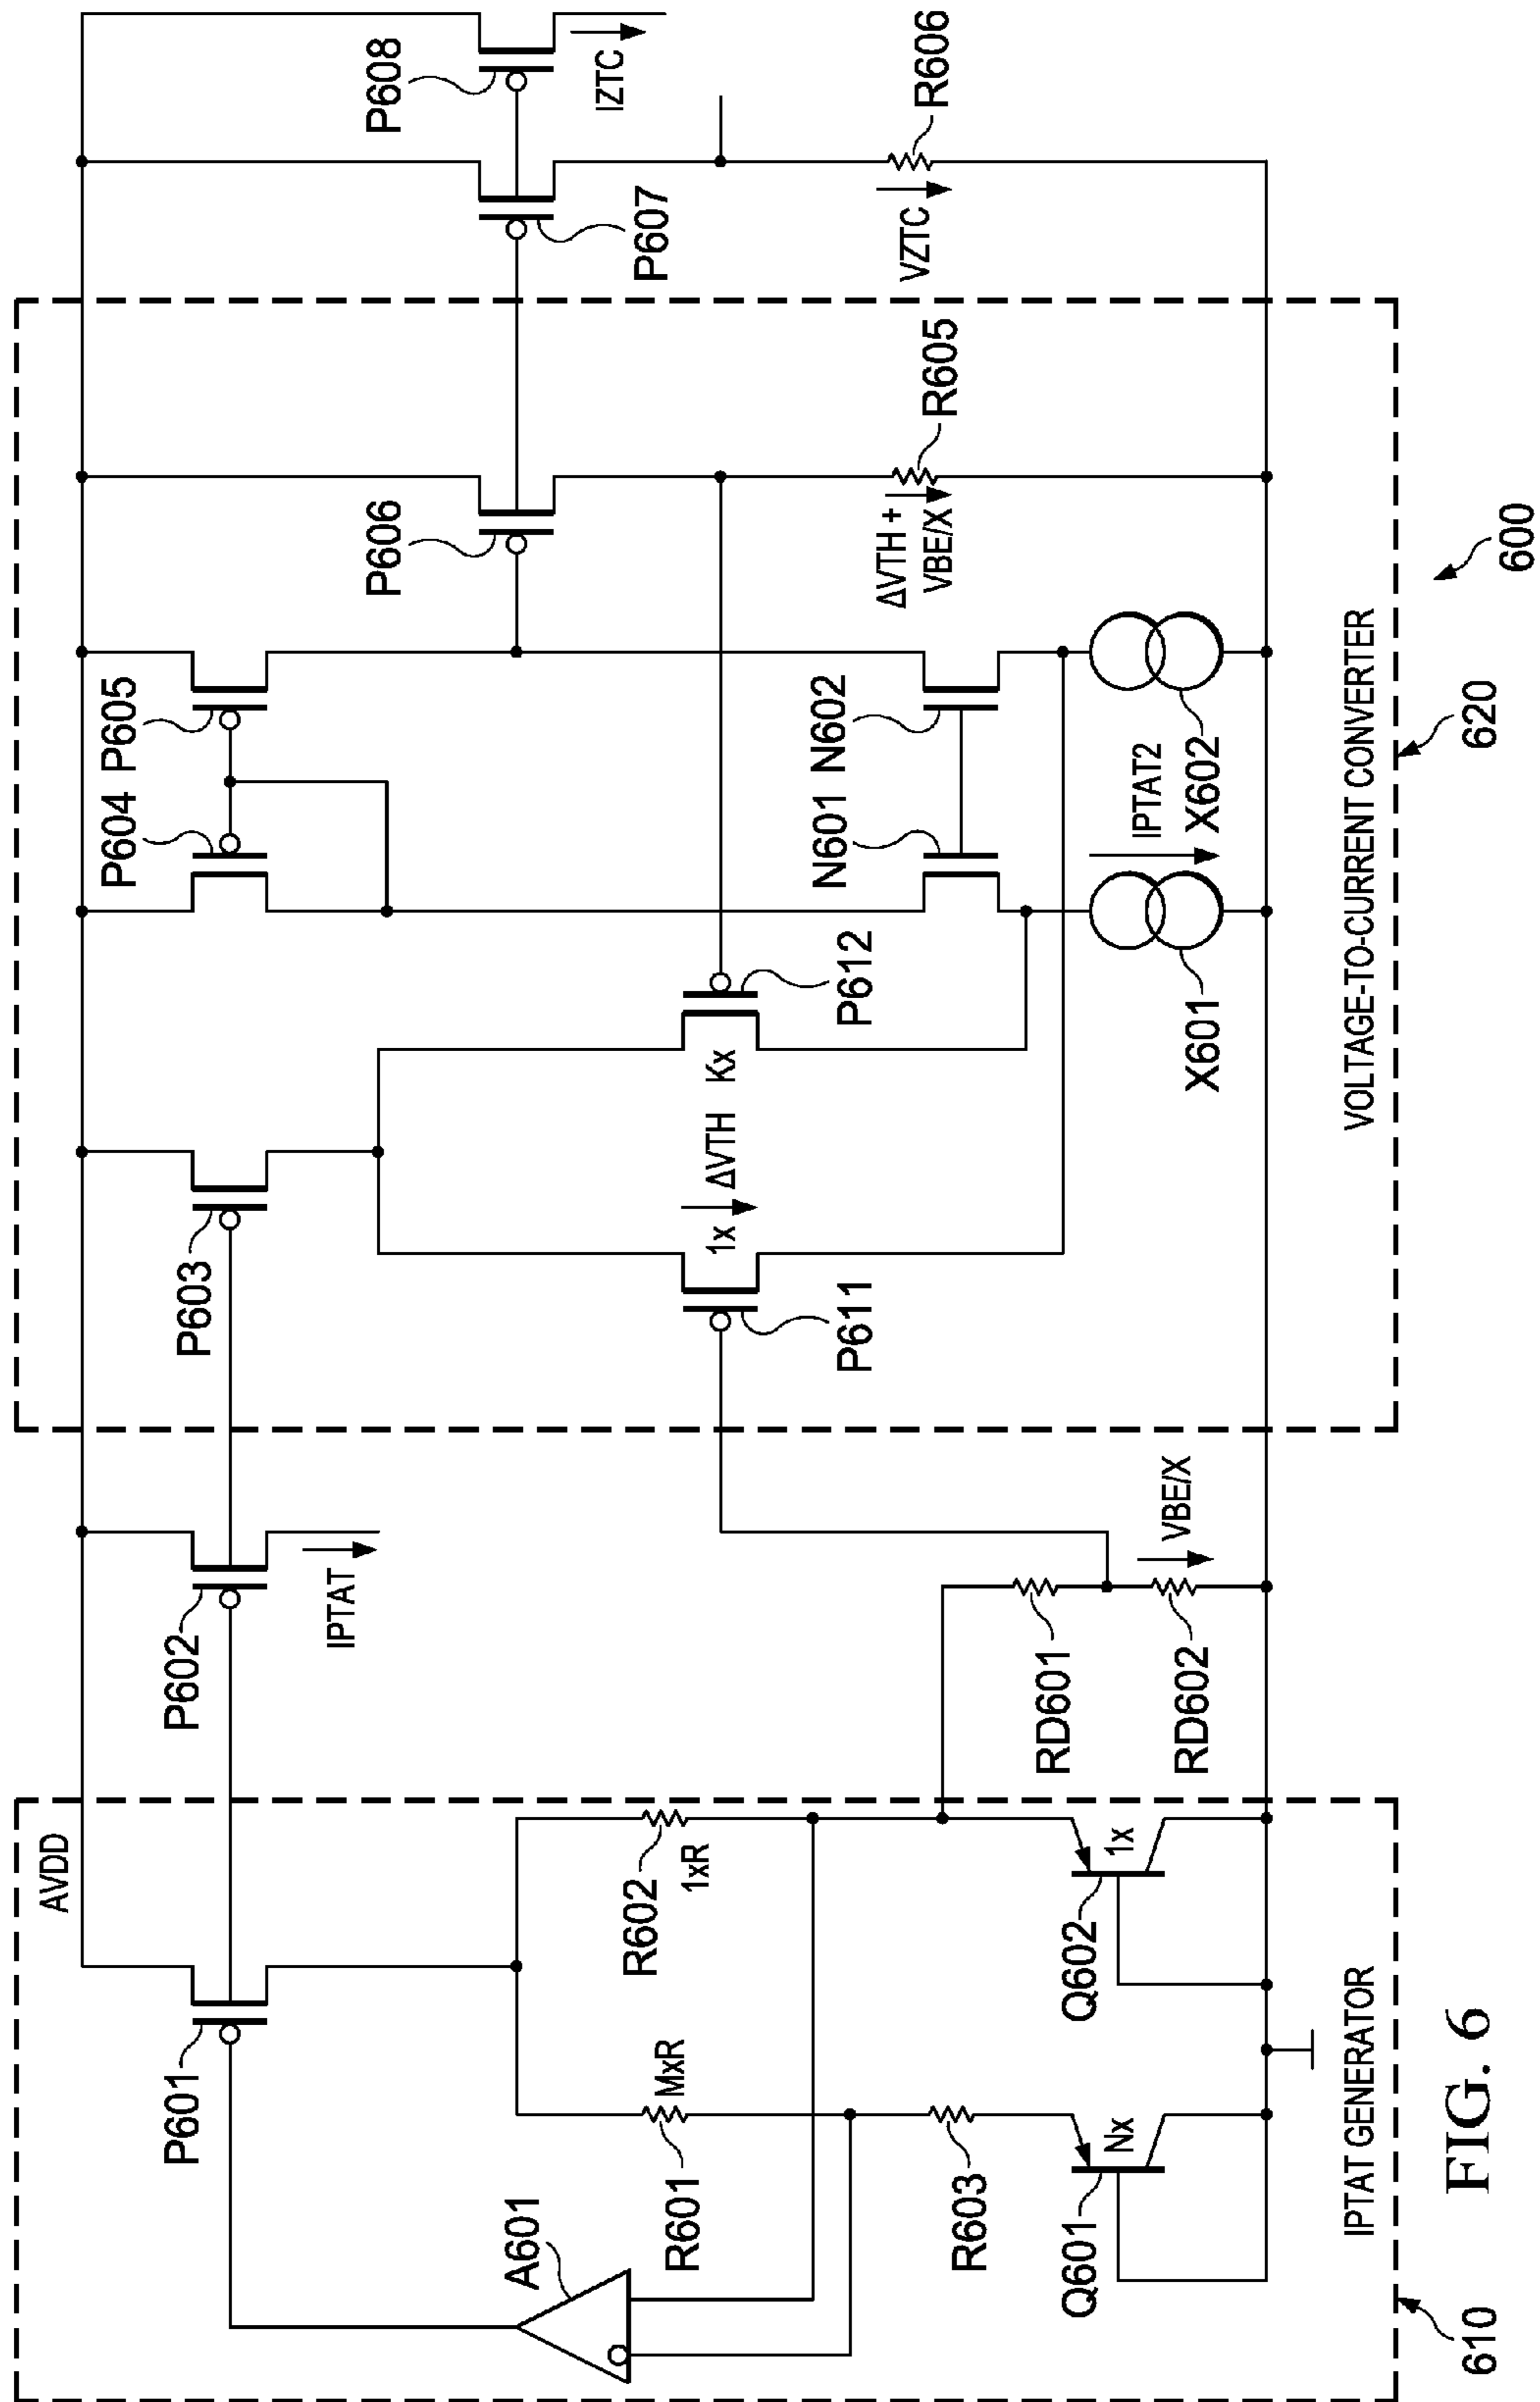 AVDD
P601
P602
IPTAT
P603
P604
P605
P606
P607
P608
IZTC
A601
R601
MxR
R602
1xR
R603
Q601
Nx
Q602
1x
RD601
RD602
VBE/X
P611
1x
ΔVTH
Kx
P612
N601
N602
X601
IPTAT2
X602
ΔVTH +
VBE/X
R605
VZTC
R606
IPTAT GENERATOR
VOLTAGE-TO-CURRENT CONVERTER
610
620
600
FIG. 6